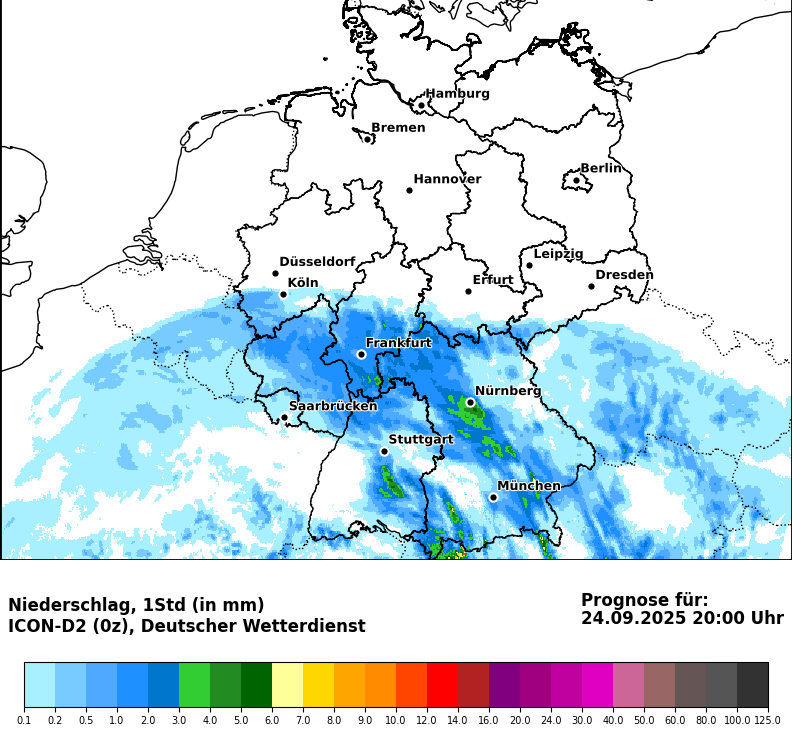 Hamburg
Bremen
Berlin
Hannover
Leipzig
Düsseldorf
Dresden
Köln
Erfurt
Frankfurt
Nürnberg
Saarbrücken
Stuttgart
München
Niederschlag, 1Std (in mm)
ICON-D2 (0z), Deutscher Wetterdienst
Prognose für:
24.09.2025 20:00 Uhr
0.1 0.2 0.5 1.0 2.0 3.0 4.0 5.0 6.0 7.0 8.0 9.0 10.0 12.0 14.0 16.0 20.0 24.0 30.0 40.0 50.0 60.0 80.0 100.0 125.0